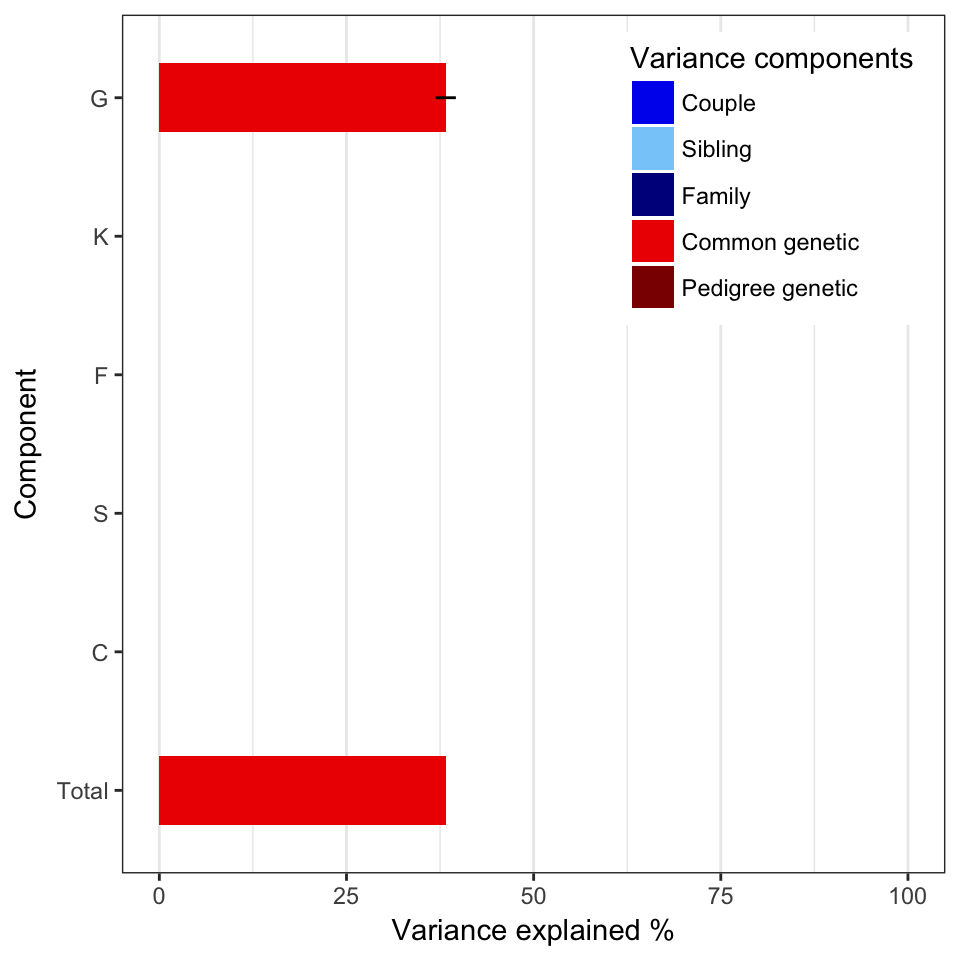 Variance components
Couple
Sibling
Family
Common genetic
Pedigree genetic
Component
G
K
F
S
C
Total
0 25 50 75 100
Variance explained %